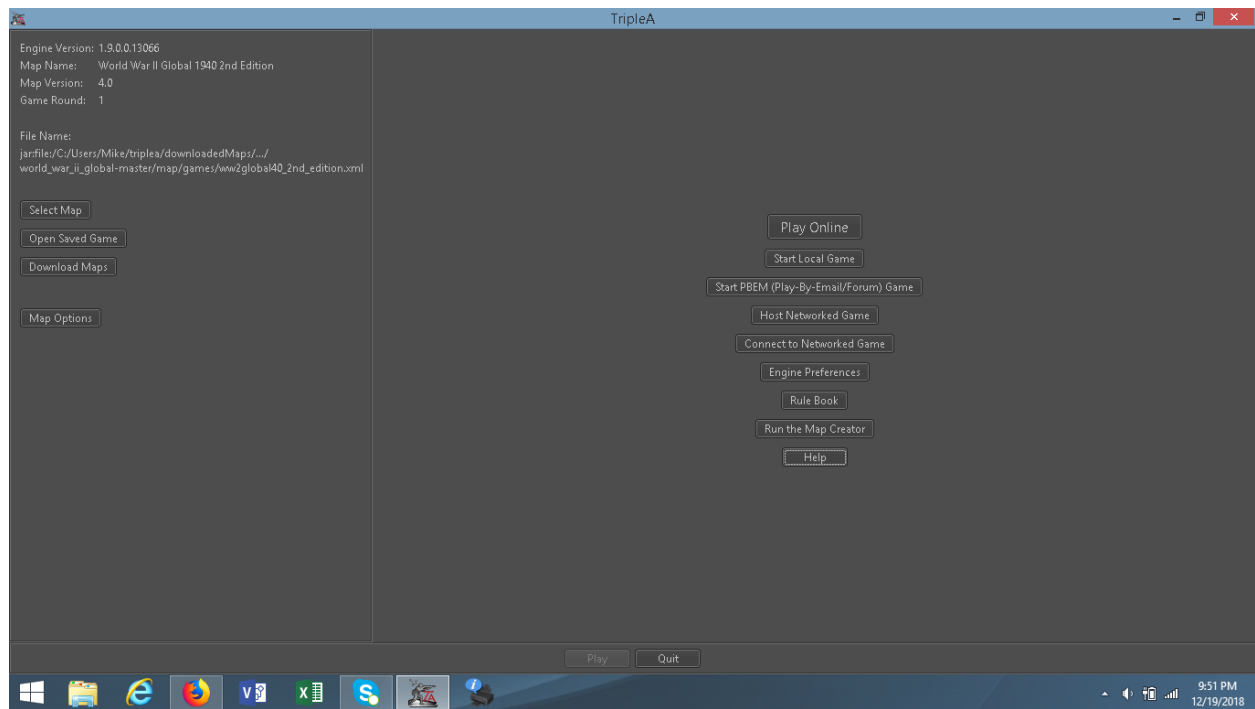 TripleA
Engine Version: 1.9.0.0.13066
Map Name: World War II Global 1940 2nd Edition
Map Version: 4.0
Game Round: 1
File Name:
jar:file:/C:/Users/Mike/triplea/downloadedMaps/.../
world_war_ii_global-master/map/games/ww2global40_2nd_edition.xml
Select Map
Open Saved Game
Download Maps
Map Options
Play Online
Start Local Game
Start PBEM (Play-By-Email/Forum) Game
Host Networked Game
Connect to Networked Game
Engine Preferences
Rule Book
Run the Map Creator
Help
Play
Quit
9:51 PM
12/19/2018